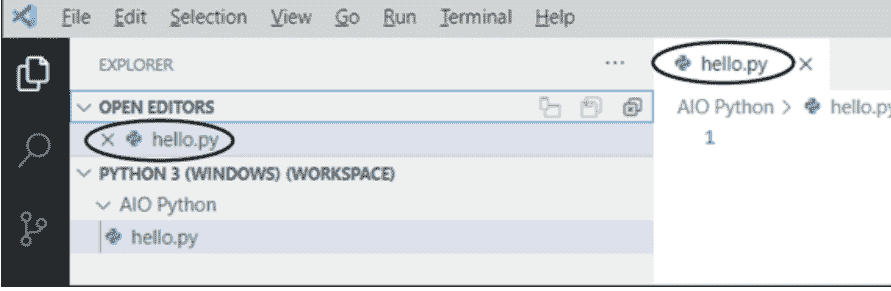 File Edit Selection View Go Run Terminal Help
EXPLORER ...
OPEN EDITORS
hello.py
PYTHON 3 (WINDOWS) (WORKSPACE)
AIO Python
hello.py
hello.py
AIO Python > hello.py
1